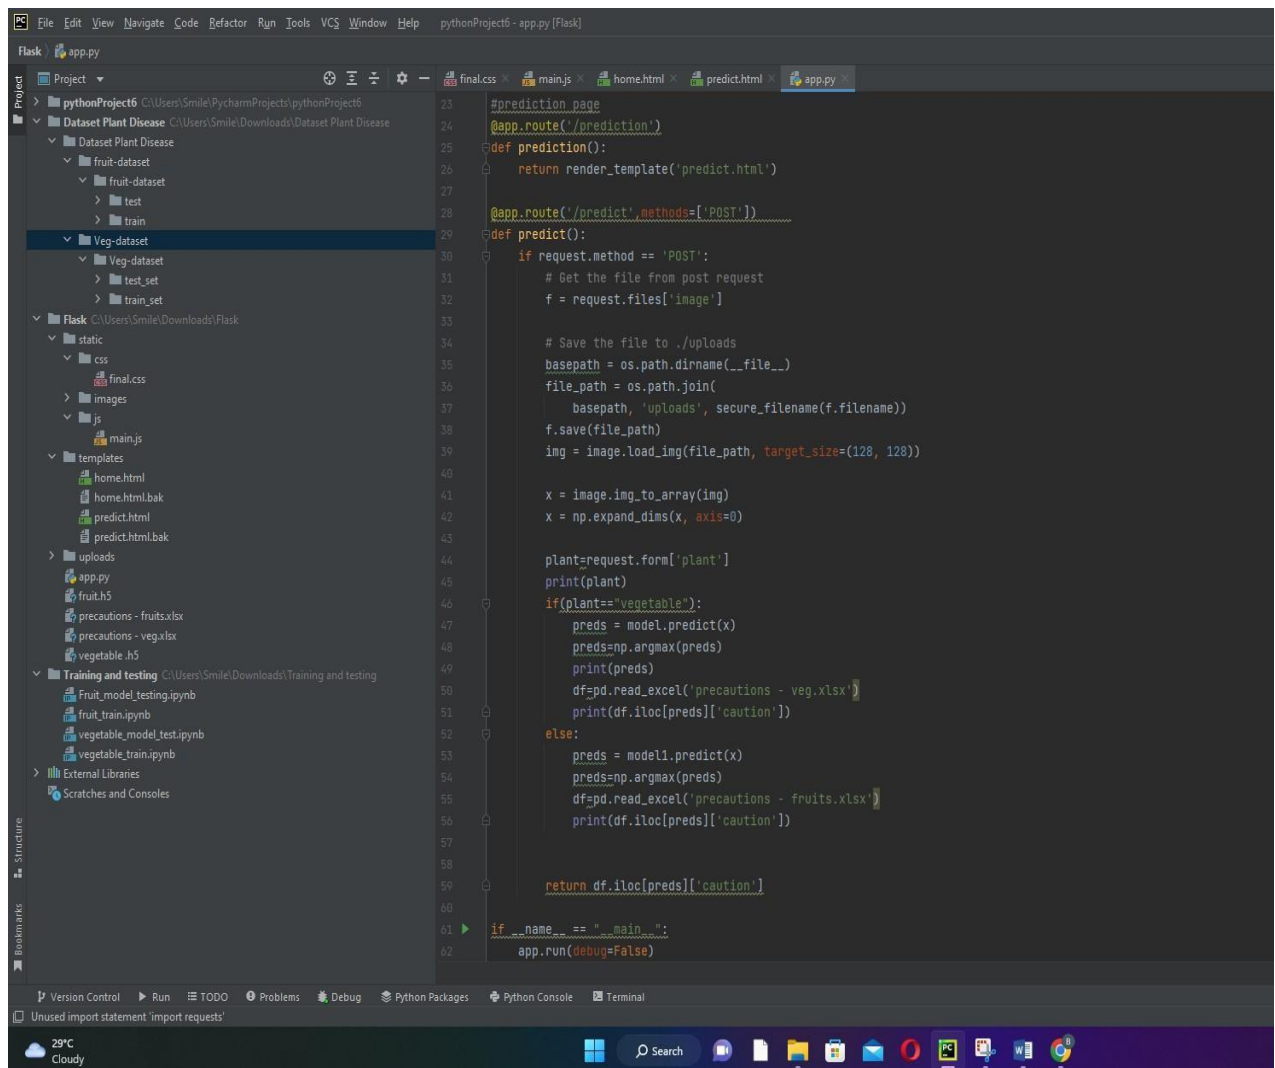 PC File Edit View Navigate Code Refactor Run Tools VCS Window Help pythonProject6 - app.py [Flask]
Flask app.py
Project
Project
final.css main.js home.html predict.html app.py
pythonProject6 C:\Users\Smile\PycharmProjects\pythonProject6
Dataset Plant Disease C:\Users\Smile\Downloads\Dataset Plant Disease
Dataset Plant Disease
fruit-dataset
fruit-dataset
test
train
Veg-dataset
Veg-dataset
test_set
train_set
Flask C:\Users\Smile\Downloads\Flask
static
css
final.css
images
js
main.js
templates
home.html
home.html.bak
predict.html
predict.html.bak
uploads
app.py
fruit.h5
precautions - fruits.xlsx
precautions - veg.xlsx
vegetable .h5
Training and testing C:\Users\Smile\Downloads\Training and testing
Fruit_model_testing.ipynb
fruit_train.ipynb
vegetable_model_test.ipynb
vegetable_train.ipynb
External Libraries
Scratches and Consoles
Structure
Bookmarks
23 #prediction page
24 @app.route('/prediction')
25 def prediction():
26 return render_template('predict.html')
27
28 @app.route('/predict',methods=['POST'])
29 def predict():
30 if request.method == 'POST':
31 # Get the file from post request
32 f = request.files['image']
33
34 # Save the file to ./uploads
35 basepath = os.path.dirname(__file__)
36 file_path = os.path.join(
37 basepath, 'uploads', secure_filename(f.filename))
38 f.save(file_path)
39 img = image.load_img(file_path, target_size=(128, 128))
40
41 x = image.img_to_array(img)
42 x = np.expand_dims(x, axis=0)
43
44 plant=request.form['plant']
45 print(plant)
46 if(plant=="vegetable"):
47 preds = model.predict(x)
48 preds=np.argmax(preds)
49 print(preds)
50 df=pd.read_excel('precautions - veg.xlsx')
51 print(df.iloc[preds]['caution'])
52 else:
53 preds = model1.predict(x)
54 preds=np.argmax(preds)
55 df=pd.read_excel('precautions - fruits.xlsx')
56 print(df.iloc[preds]['caution'])
57
58
59 return df.iloc[preds]['caution']
60
61 if __name__ == "__main__":
62 app.run(debug=False)
Version Control Run TODO Problems Debug Python Packages Python Console Terminal
Unused import statement 'import requests'
29°C
Cloudy
Search
PC
B